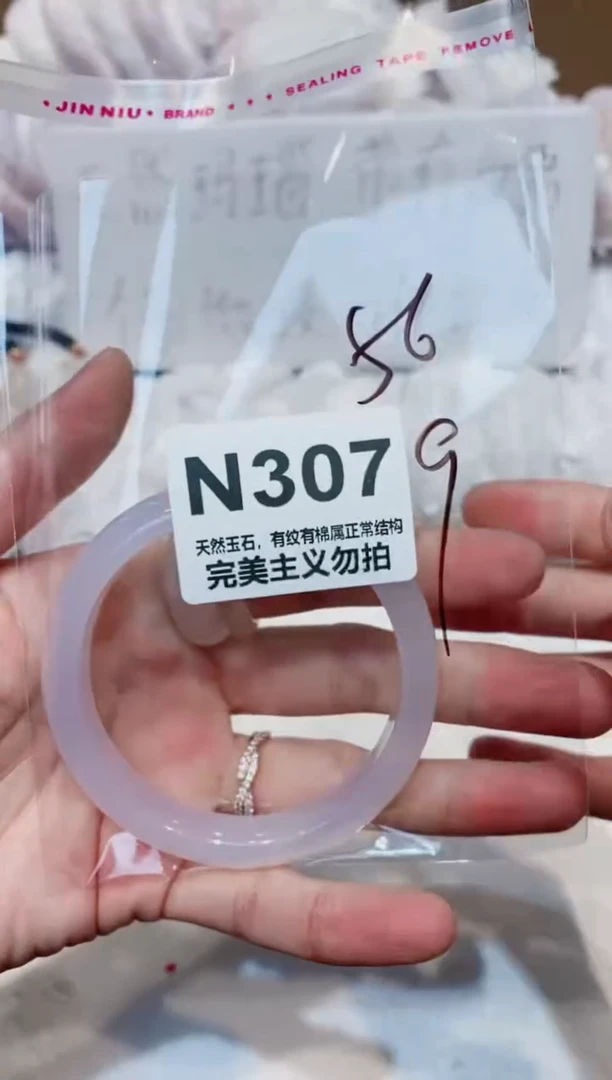 • JIN NIU • BRAND • • • SEALING TAPE REMOVE
56
9
N307
天然玉石，有纹有棉属正常结构
完美主义勿拍